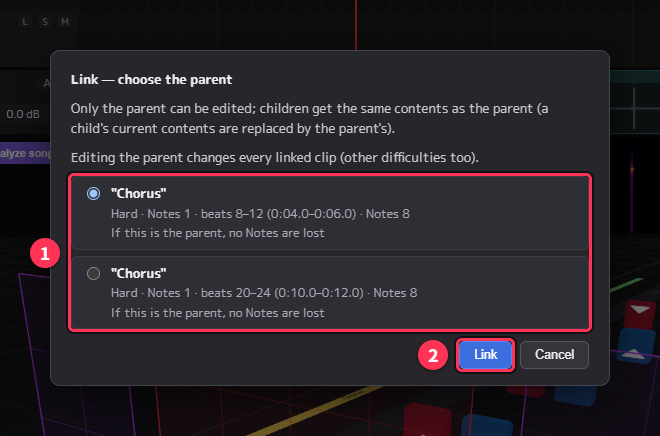 L S M
A
0.0 dB
alyze song
Link — choose the parent
Only the parent can be edited; children get the same contents as the parent (a
child's current contents are replaced by the parent's).
Editing the parent changes every linked clip (other difficulties too).
1
"Chorus"
Hard · Notes 1 · beats 8–12 (0:04.0–0:06.0) · Notes 8
If this is the parent, no Notes are lost
"Chorus"
Hard · Notes 1 · beats 20–24 (0:10.0–0:12.0) · Notes 8
If this is the parent, no Notes are lost
2
Link
Cancel